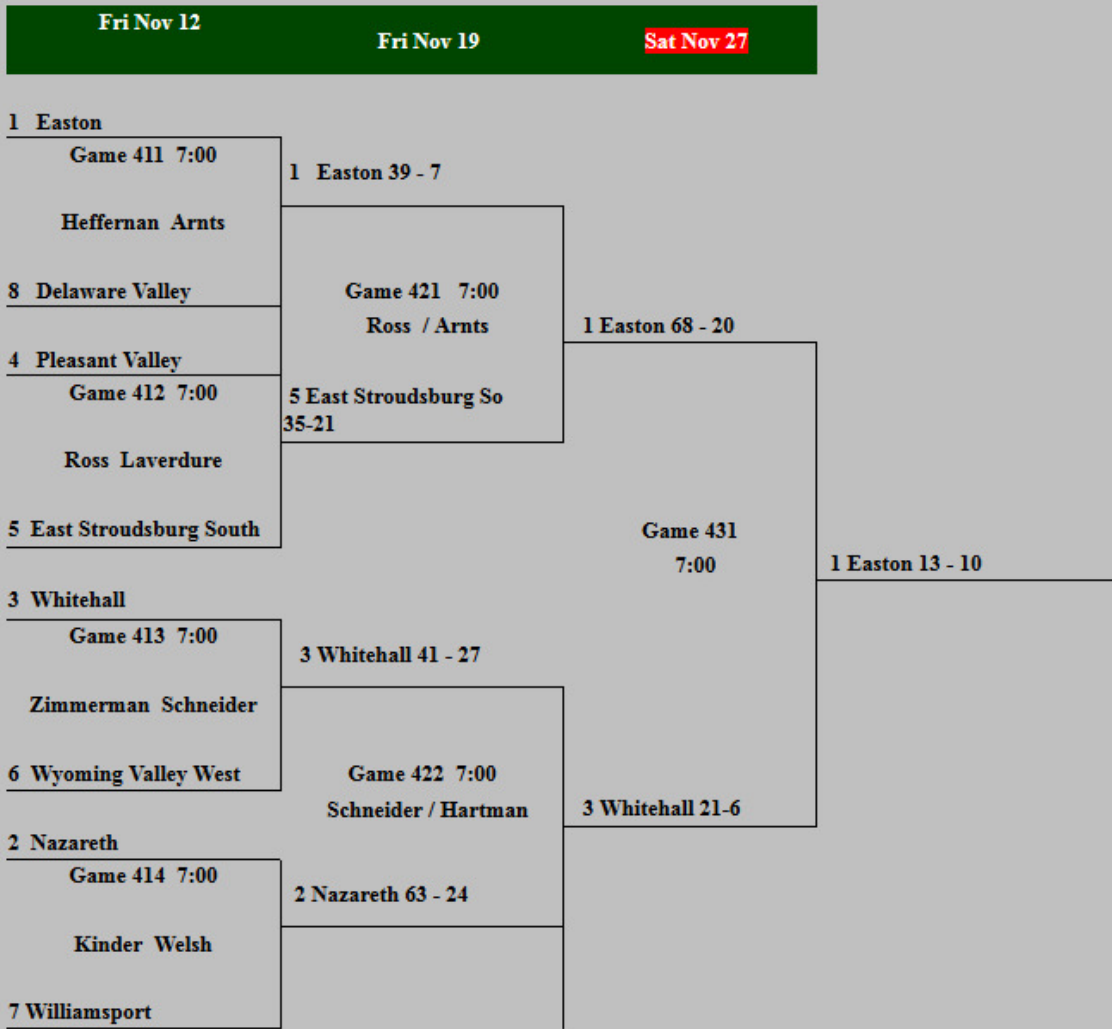 Fri Nov 12
Fri Nov 19
Sat Nov 27
1 Easton
Game 411 7:00
Heffernan Arnts
8 Delaware Valley
4 Pleasant Valley
Game 412 7:00
Ross Laverdure
5 East Stroudsburg South
3 Whitehall
Game 413 7:00
Zimmerman Schneider
6 Wyoming Valley West
2 Nazareth
Game 414 7:00
Kinder Welsh
7 Williamsport
1 Easton 39 - 7
Game 421 7:00
Ross / Arnts
5 East Stroudsburg So
35-21
3 Whitehall 41 - 27
Game 422 7:00
Schneider / Hartman
2 Nazareth 63 - 24
1 Easton 68 - 20
Game 431
7:00
3 Whitehall 21-6
1 Easton 13 - 10